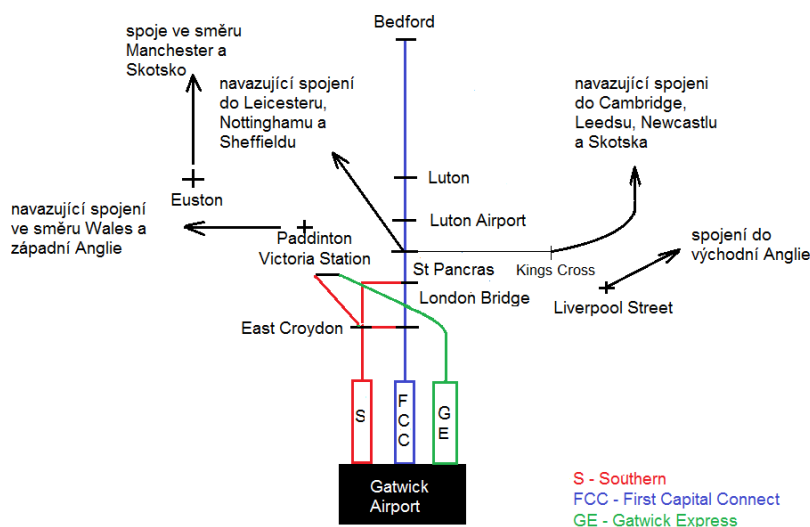 Bedford
spoje ve směru
Manchester a
Skotsko
navazující spojení
do Leicesteru,
Nottinghamu a
Sheffieldu
navazující spojeni
do Cambridge,
Leedsu, Newcastlu
a Skotska
Luton
Euston
navazující spojení
ve směru Wales a
západní Anglie
Luton Airport
Paddinton
Victoria Station
St Pancras
Kings Cross
spojení do
východní Anglie
London Bridge
Liverpool Street
East Croydon
S
FCC
GE
Gatwick
Airport
S - Southern
FCC - First Capital Connect
GE - Gatwick Express